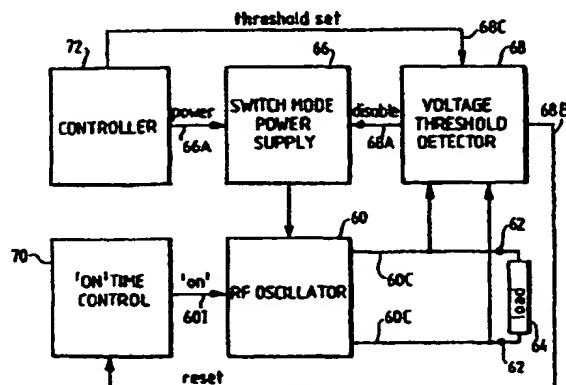 threshold set
68C
72
66
68
CONTROLLER
power
66A
SWITCH MODE
POWER
SUPPLY
disable
68A
VOLTAGE
THRESHOLD
DETECTOR
68B
60
62
70
'ON' TIME
CONTROL
'on'
60I
RF OSCILLATOR
60C
60C
load
64
62
reset